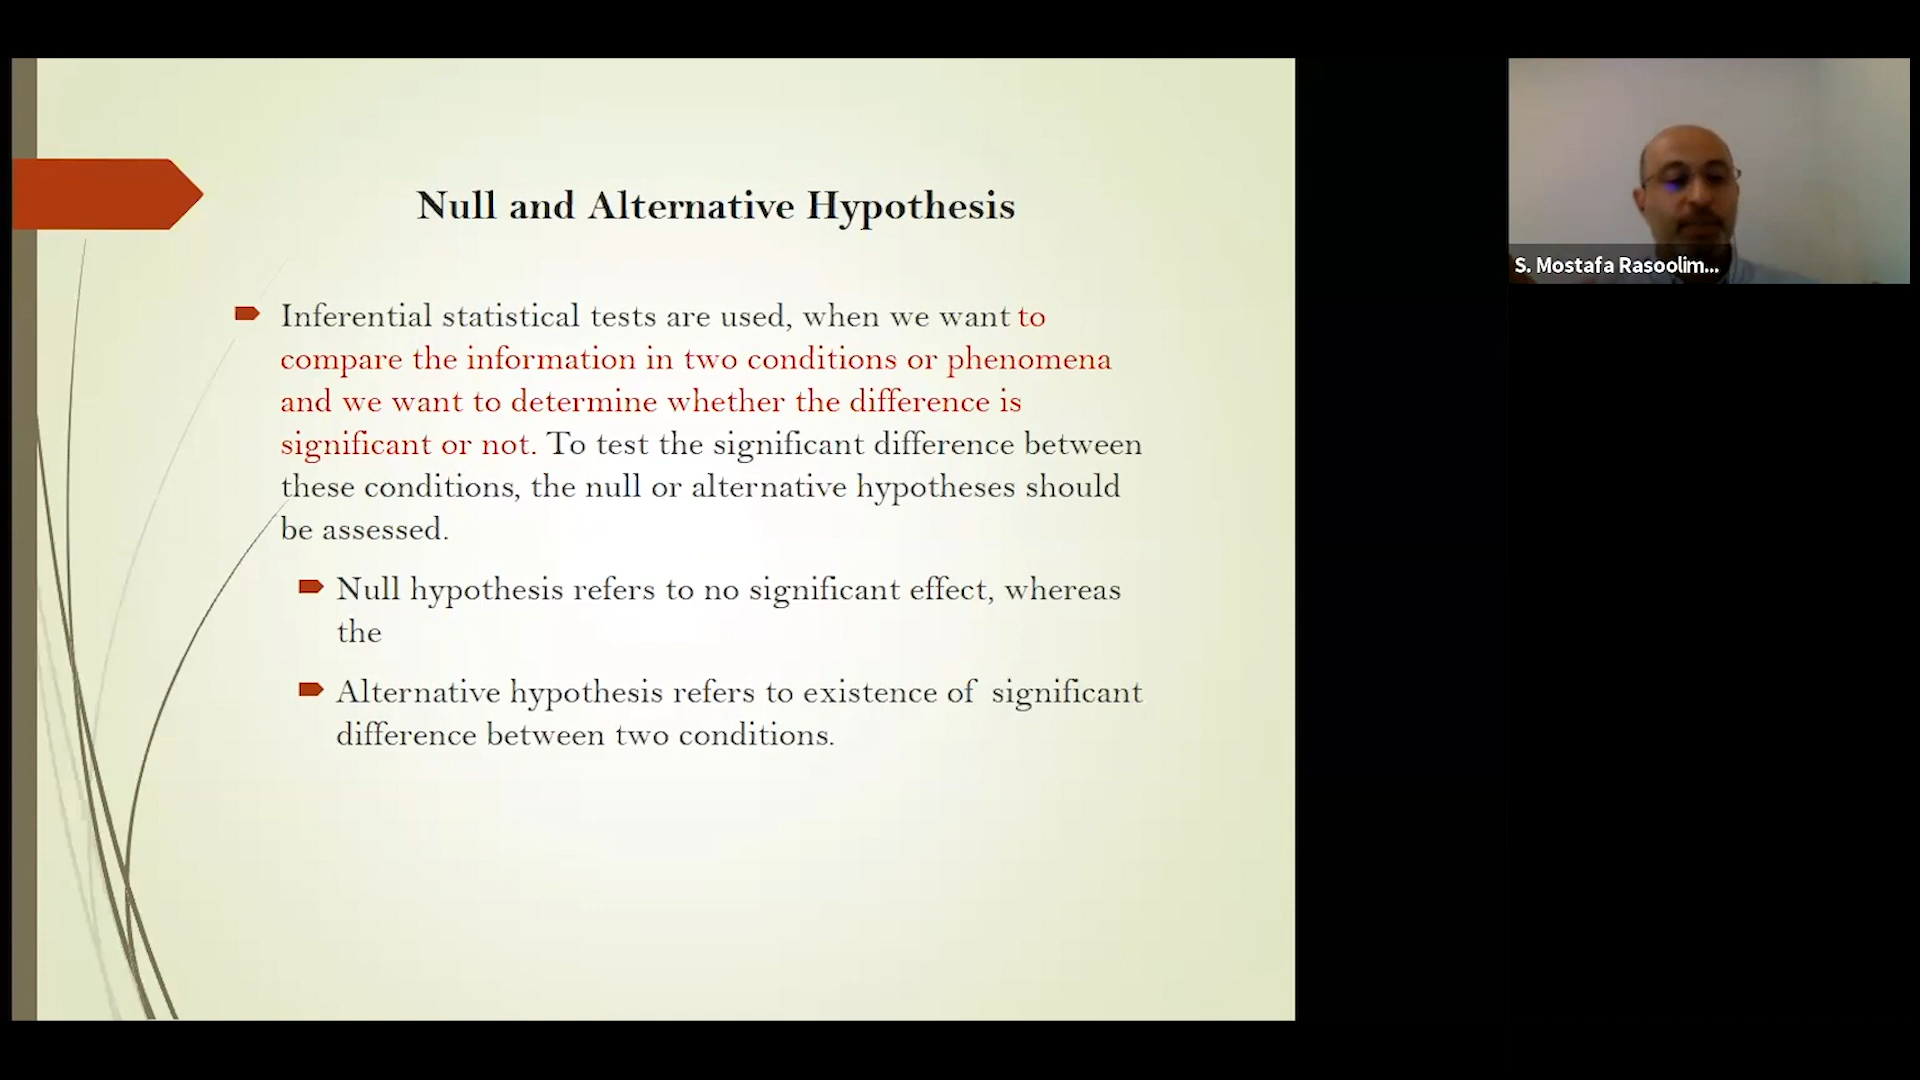 Null and Alternative Hypothesis
Inferential statistical tests are used, when we want to
compare the information in two conditions or phenomena
and we want to determine whether the difference is
significant or not. To test the significant difference between
these conditions, the null or alternative hypotheses should
be assessed.
Null hypothesis refers to no significant effect, whereas
the
Alternative hypothesis refers to existence of significant
difference between two conditions.
S. Mostafa Rasoolim...